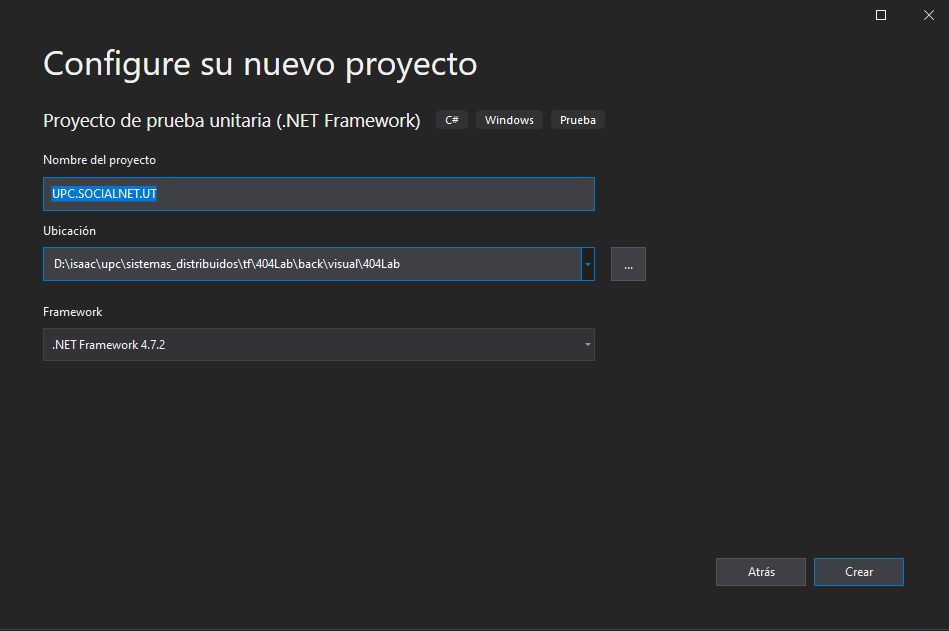 Configure su nuevo proyecto
Proyecto de prueba unitaria (.NET Framework) C# Windows Prueba
Nombre del proyecto
UPC.SOCIALNET.UT
Ubicación
D:\isaac\upc\sistemas_distribuidos\tf\404Lab\back\visual\404Lab ...
Framework
.NET Framework 4.7.2
Atrás Crear